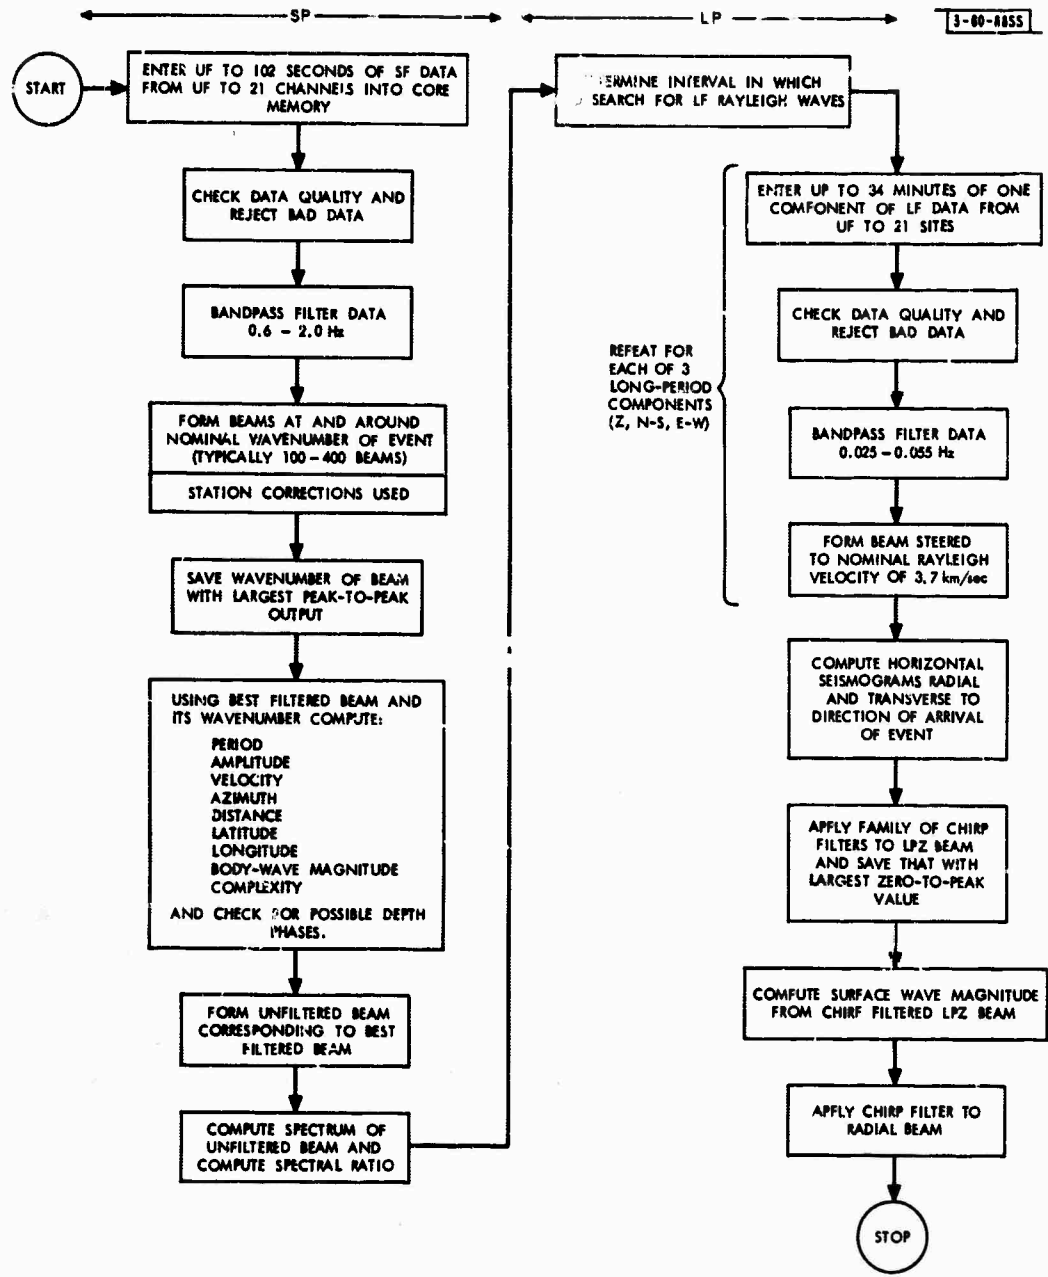 SP
LP
3-80-8855
START
ENTER UF TO 102 SECONDS OF SF DATA
FROM UF TO 21 CHANNELS INTO CORE
MEMORY
CHECK DATA QUALITY AND
REJECT BAD DATA
BANDPASS FILTER DATA
0.6 – 2.0 Hz
FORM BEAMS AT AND AROUND
NOMINAL WAVENUMBER OF EVENT
(TYPICALLY 100 – 400 BEAMS)
STATION CORRECTIONS USED
SAVE WAVENUMBER OF BEAM
WITH LARGEST PEAK-TO-PEAK
OUTPUT
USING BEST FILTERED BEAM AND
ITS WAVENUMBER COMPUTE:
PERIOD
AMPLITUDE
VELOCITY
AZIMUTH
DISTANCE
LATITUDE
LONGITUDE
BODY-WAVE MAGNITUDE
COMPLEXITY
AND CHECK FOR POSSIBLE DEPTH
PHASES.
FORM UNFILTERED BEAM
CORRESPONDING TO BEST
FILTERED BEAM
COMPUTE SPECTRUM OF
UNFILTERED BEAM AND
COMPUTE SPECTRAL RATIO
INTERVAL IN WHICH
SEARCH FOR LF RAYLEIGH WAVES
REFEAT FOR
EACH OF 3
LONG-PERIOD
COMPONENTS
(Z, N-S, E-W)
ENTER UP TO 34 MINUTES OF ONE
COMFONENT OF LF DATA FROM
UF TO 21 SITES
CHECK DATA QUALITY AND
REJECT BAD DATA
BANDPASS FILTER DATA
0.025 – 0.055 Hz
FORM BEAM STEERED
TO NOMINAL RAYLEIGH
VELOCITY OF 3.7 km/sec
COMPUTE HORIZONTAL
SEISMOGRAMS RADIAL
AND TRANSVERSE TO
DIRECTION OF ARRIVAL
OF EVENT
APFLY FAMILY OF CHIRP
FILTERS TO LPZ BEAM
AND SAVE THAT WITH
LARGEST ZERO-TO-PEAK
VALUE
COMFUTE SURFACE WAVE MAGNITUDE
FROM CHIRF FILTERED LPZ BEAM
APFLY CHIRP FILTER TO
RADIAL BEAM
STOP